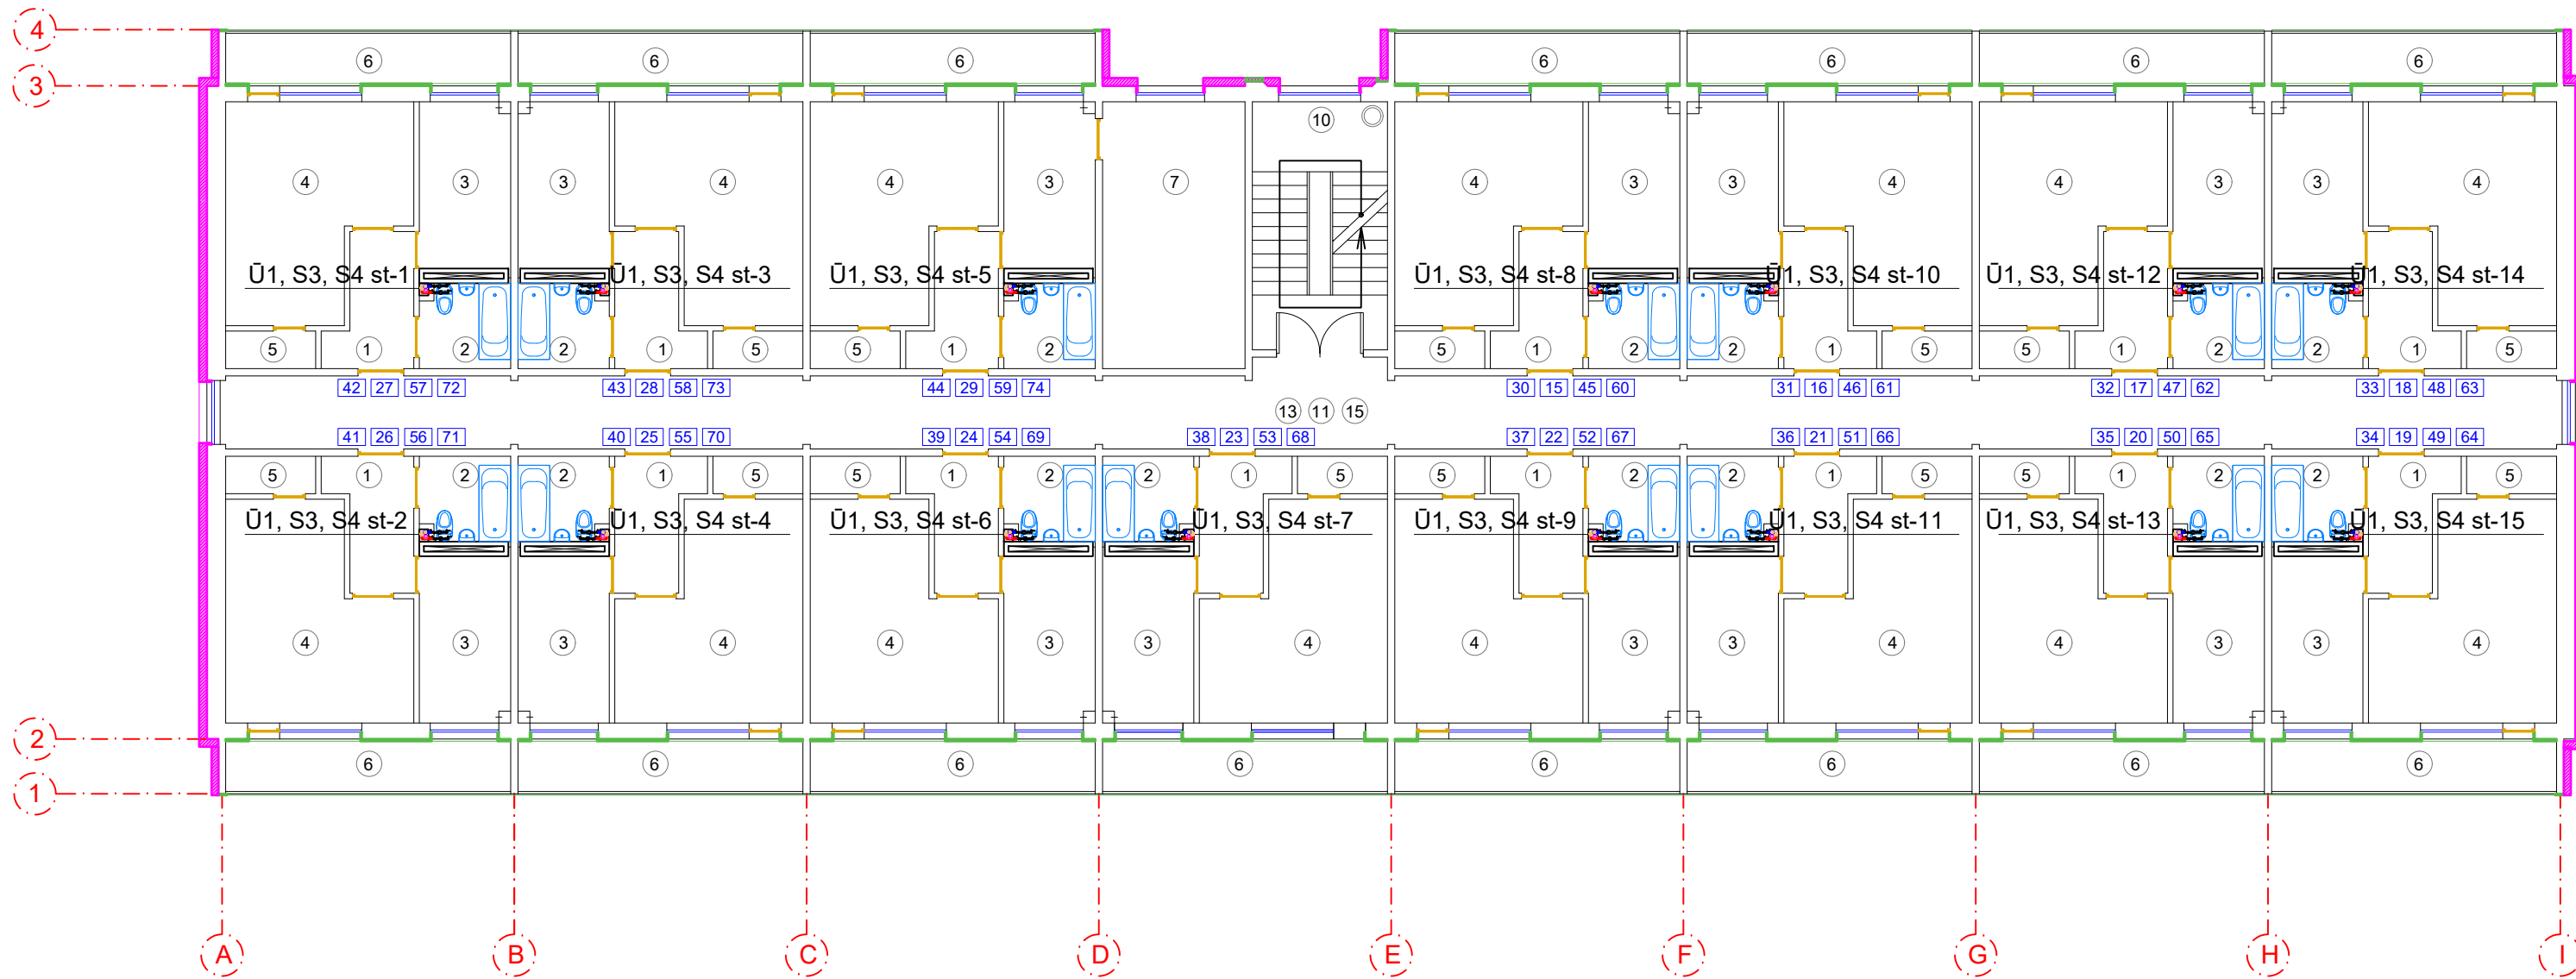 4
6 6 6 6 6 6 6
3
10
4 3 3 4 4 3 7 4 3 3 4 4 3 3 4
Ū1, S3, S4 st-1 Ū1, S3, S4 st-3 Ū1, S3, S4 st-5 Ū1, S3, S4 st-8 Ū1, S3, S4 st-10 Ū1, S3, S4 st-12 Ū1, S3, S4 st-14
5 1 2 2 1 5 5 1 2 5 1 2 2 1 5 5 1 2 2 1 5
42 27 57 72 43 28 58 73 44 29 59 74 30 15 45 60 31 16 46 61 32 17 47 62 33 18 48 63
13 11 15
41 26 56 71 40 25 55 70 39 24 54 69 38 23 53 68 37 22 52 67 36 21 51 66 35 20 50 65 34 19 49 64
5 1 2 2 1 5 5 1 2 2 1 5 5 1 2 2 1 5 5 1 2 2 1 5
Ū1, S3, S4 st-2 Ū1, S3, S4 st-4 Ū1, S3, S4 st-6 Ū1, S3, S4 st-7 Ū1, S3, S4 st-9 Ū1, S3, S4 st-11 Ū1, S3, S4 st-13 Ū1, S3, S4 st-15
4 3 3 4 4 3 3 4 4 3 3 4 4 3 3 4
2
6 6 6 6 6 6 6 6
1
A B C D E F G H I